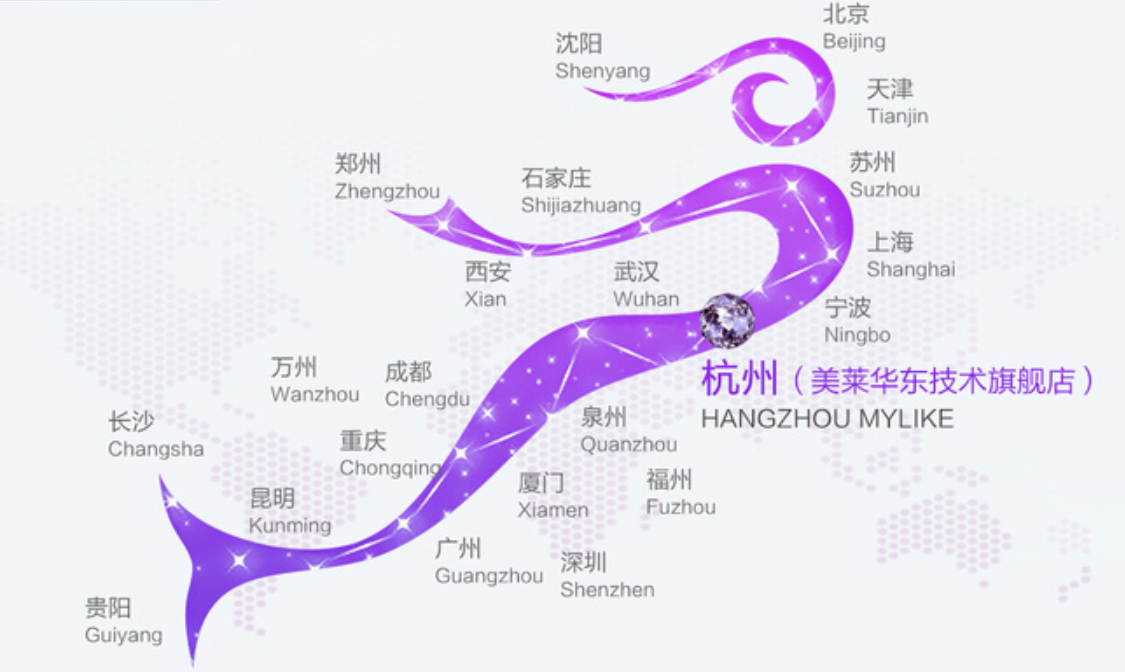 北京
Beijing
沈阳
Shenyang
天津
Tianjin
郑州
Zhengzhou
石家庄
Shijiazhuang
苏州
Suzhou
西安
Xian
武汉
Wuhan
上海
Shanghai
宁波
Ningbo
杭州（美莱华东技术旗舰店）
HANGZHOU MYLIKE
万州
Wanzhou
成都
Chengdu
长沙
Changsha
重庆
Chongqing
泉州
Quanzhou
昆明
Kunming
厦门
Xiamen
福州
Fuzhou
广州
Guangzhou
深圳
Shenzhen
贵阳
Guiyang